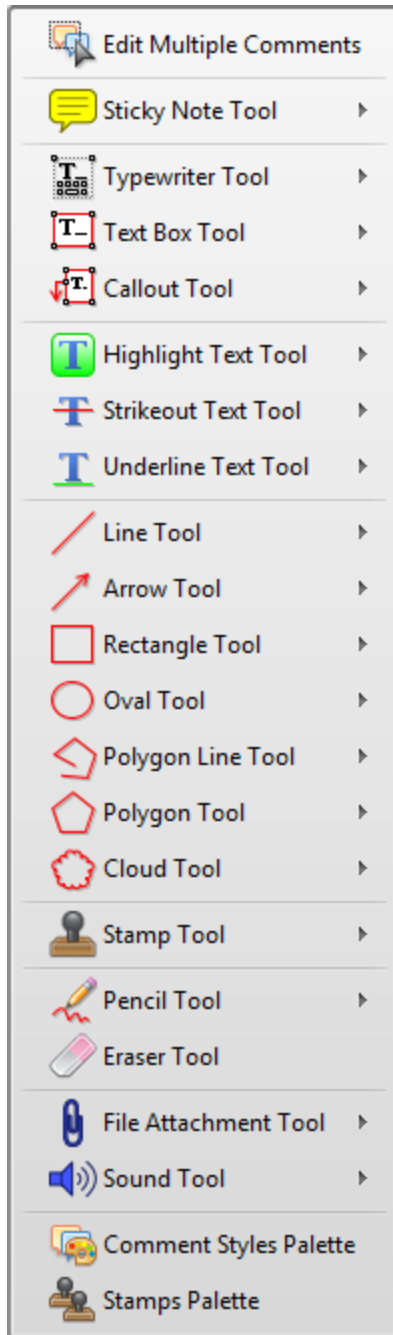 Edit Multiple Comments
Sticky Note Tool
Typewriter Tool
Text Box Tool
Callout Tool
Highlight Text Tool
Strikeout Text Tool
Underline Text Tool
Line Tool
Arrow Tool
Rectangle Tool
Oval Tool
Polygon Line Tool
Polygon Tool
Cloud Tool
Stamp Tool
Pencil Tool
Eraser Tool
File Attachment Tool
Sound Tool
Comment Styles Palette
Stamps Palette